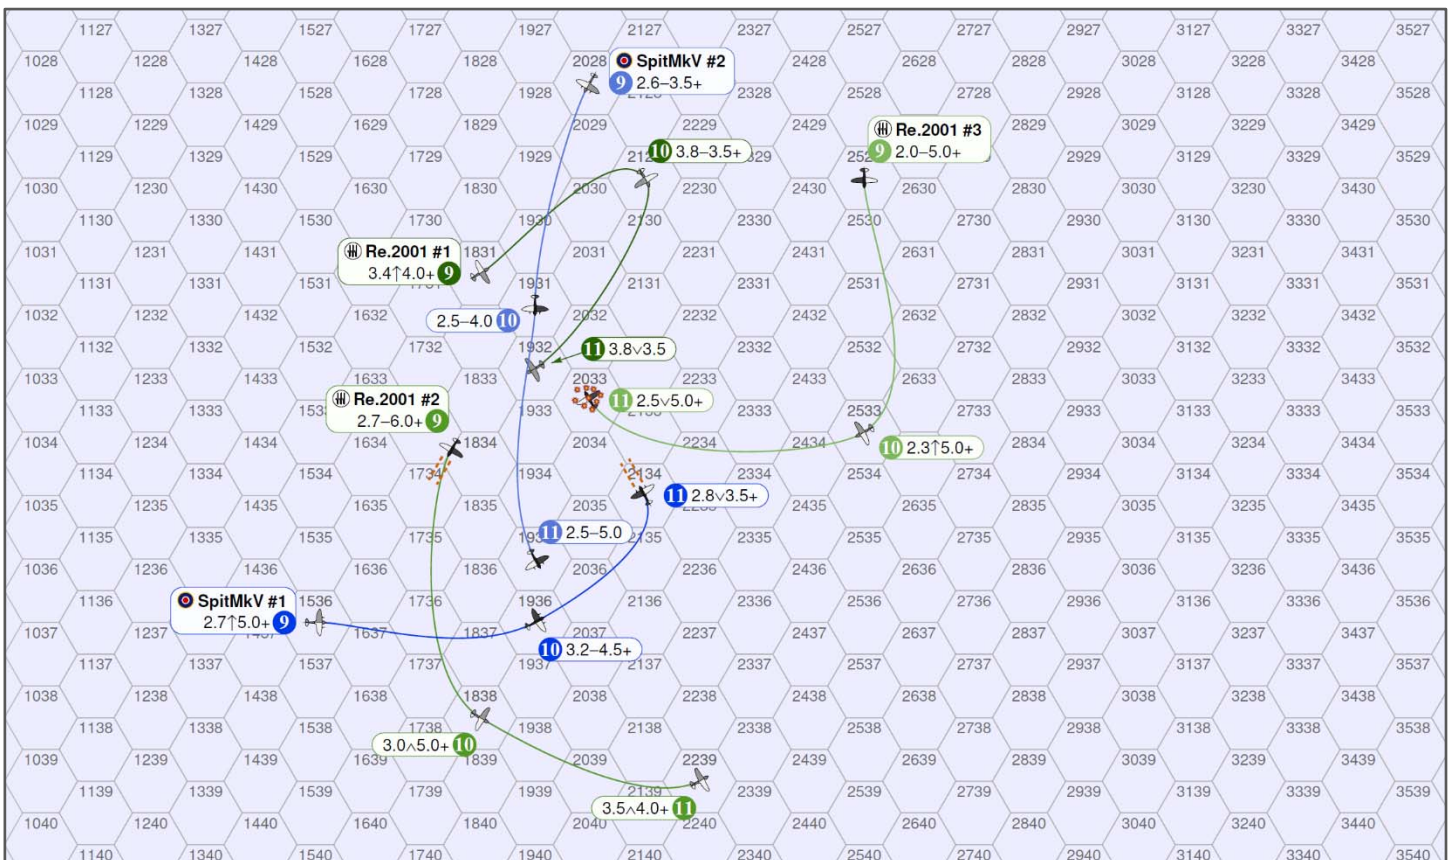 1127 1327 1527 1727 1927 2127 2327 2527 2727 2927 3127 3327 3527
1028 1228 1428 1628 1828 2028 SpitMkV #2 2428 2628 2828 3028 3228 3428
9 2.6–3.5+
1128 1328 1528 1728 1928 2128 2328 2528 2728 2928 3128 3328 3528
1029 1229 1429 1629 1829 2029 2229 2429 Re.2001 #3 2829 3029 3229 3429
9 2.0–5.0+
1129 1329 1529 1729 1929 10 3.8–3.5+ 2729 2929 3129 3329 3529
1030 1230 1430 1630 1830 2030 2230 2430 2630 2830 3030 3230 3430
1130 1330 1530 1730 1930 2130 2330 2530 2730 2930 3130 3330 3530
1031 1231 1431 Re.2001 #1 1831 2031 2231 2431 2631 2831 3031 3231 3431
3.4↑4.0+ 9
1131 1331 1531 1731 1931 2131 2331 2531 2731 2931 3131 3331 3531
1032 1232 1432 1632 2.5–4.0 10 2032 2232 2432 2632 2832 3032 3232 3432
1132 1332 1532 1732 1932 11 3.8∨3.5 2332 2532 2732 2932 3132 3332 3532
1033 1233 1433 1633 1833 2033 2233 2433 2633 2833 3033 3233 3433
Re.2001 #2
2.7–6.0+ 9
11 2.5∨5.0+
1133 1333 1933 2133 2333 2533 2733 2933 3133 3333 3533
1034 1234 1434 1634 1834 2034 2234 2434 10 2.3↑5.0+ 2834 3034 3234 3434
1134 1334 1534 1734 1934 2134 2334 2534 2734 2934 3134 3334 3534
1035 1235 1435 1635 1835 2035 11 2.8∨3.5+ 2235 2435 2635 2835 3035 3235 3435
1135 1335 1535 1735 11 2.5–5.0 2135 2335 2535 2735 2935 3135 3335 3535
1036 1236 1436 1636 1836 2036 2236 2436 2636 2836 3036 3236 3436
1136 SpitMkV #1 1536 1736 1936 2136 2336 2536 2736 2936 3136 3336 3536
2.7↑5.0+ 9
1037 1237 1437 1637 1837 2037 2237 2437 2637 2837 3037 3237 3437
10 3.2–4.5+
1137 1337 1537 1737 1937 2137 2337 2537 2737 2937 3137 3337 3537
1038 1238 1438 1638 1838 2038 2238 2438 2638 2838 3038 3238 3438
1138 1338 1538 1738 1938 2138 2338 2538 2738 2938 3138 3338 3538
3.0∧5.0+ 10
1039 1239 1439 1639 1839 2039 2239 2439 2639 2839 3039 3239 3439
1139 1339 1539 1739 1939 2139 2339 2539 2739 2939 3139 3339 3539
3.5∧4.0+ 11
1040 1240 1440 1640 1840 2040 2240 2440 2640 2840 3040 3240 3440
1140 1340 1540 1740 1940 2140 2340 2540 2740 2940 3140 3340 3540